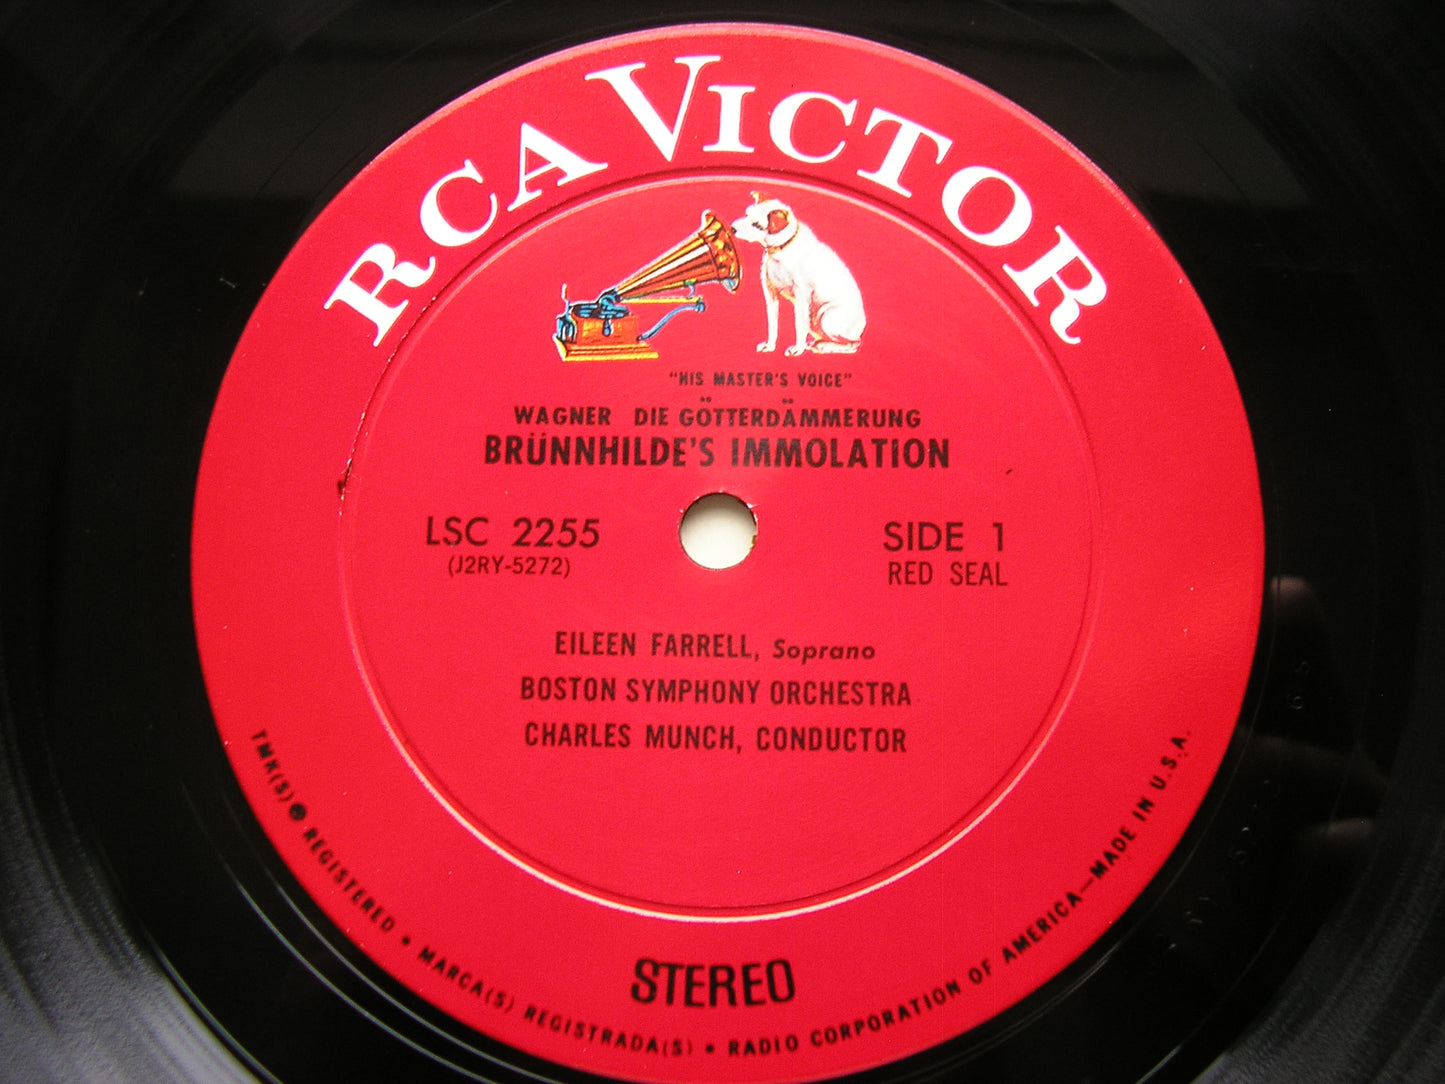 RCA VICTOR
"HIS MASTER'S VOICE"
WAGNER DIE GÖTTERDÄMMERUNG
BRÜNNHILDE'S IMMOLATION
LSC 2255
(J2RY-5272)
SIDE 1
RED SEAL
EILEEN FARRELL, Soprano
BOSTON SYMPHONY ORCHESTRA
CHARLES MUNCH, CONDUCTOR
STEREO
TMK(S) ® REGISTERED • MARCA(S) REGISTRADA(S) • RADIO CORPORATION OF AMERICA—MADE IN U.S.A.